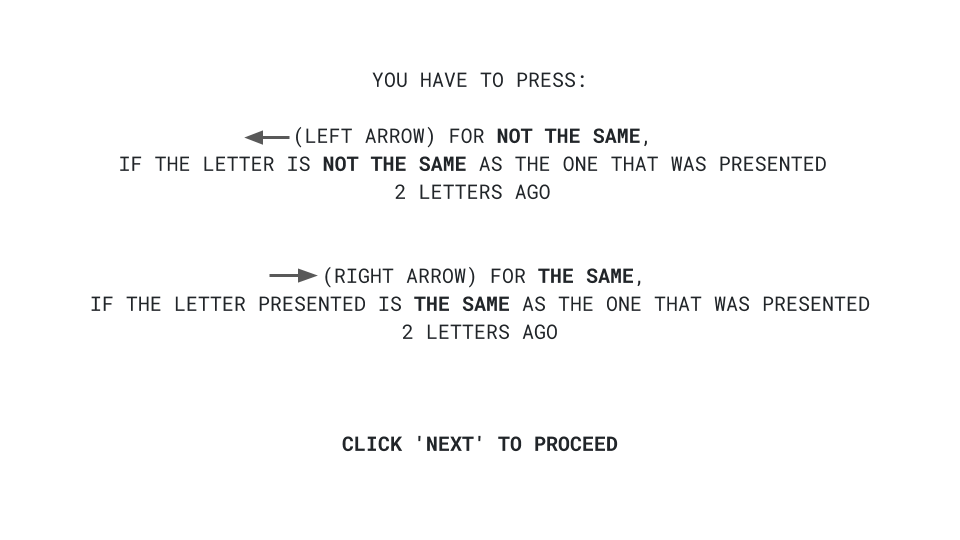 YOU HAVE TO PRESS:
(LEFT ARROW) FOR NOT THE SAME,
IF THE LETTER IS NOT THE SAME AS THE ONE THAT WAS PRESENTED
2 LETTERS AGO
(RIGHT ARROW) FOR THE SAME,
IF THE LETTER PRESENTED IS THE SAME AS THE ONE THAT WAS PRESENTED
2 LETTERS AGO
CLICK 'NEXT' TO PROCEED